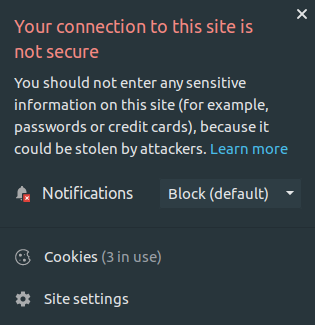 Your connection to this site is
not secure
You should not enter any sensitive
information on this site (for example,
passwords or credit cards), because it
could be stolen by attackers. Learn more
Notifications Block (default)
Cookies (3 in use)
Site settings